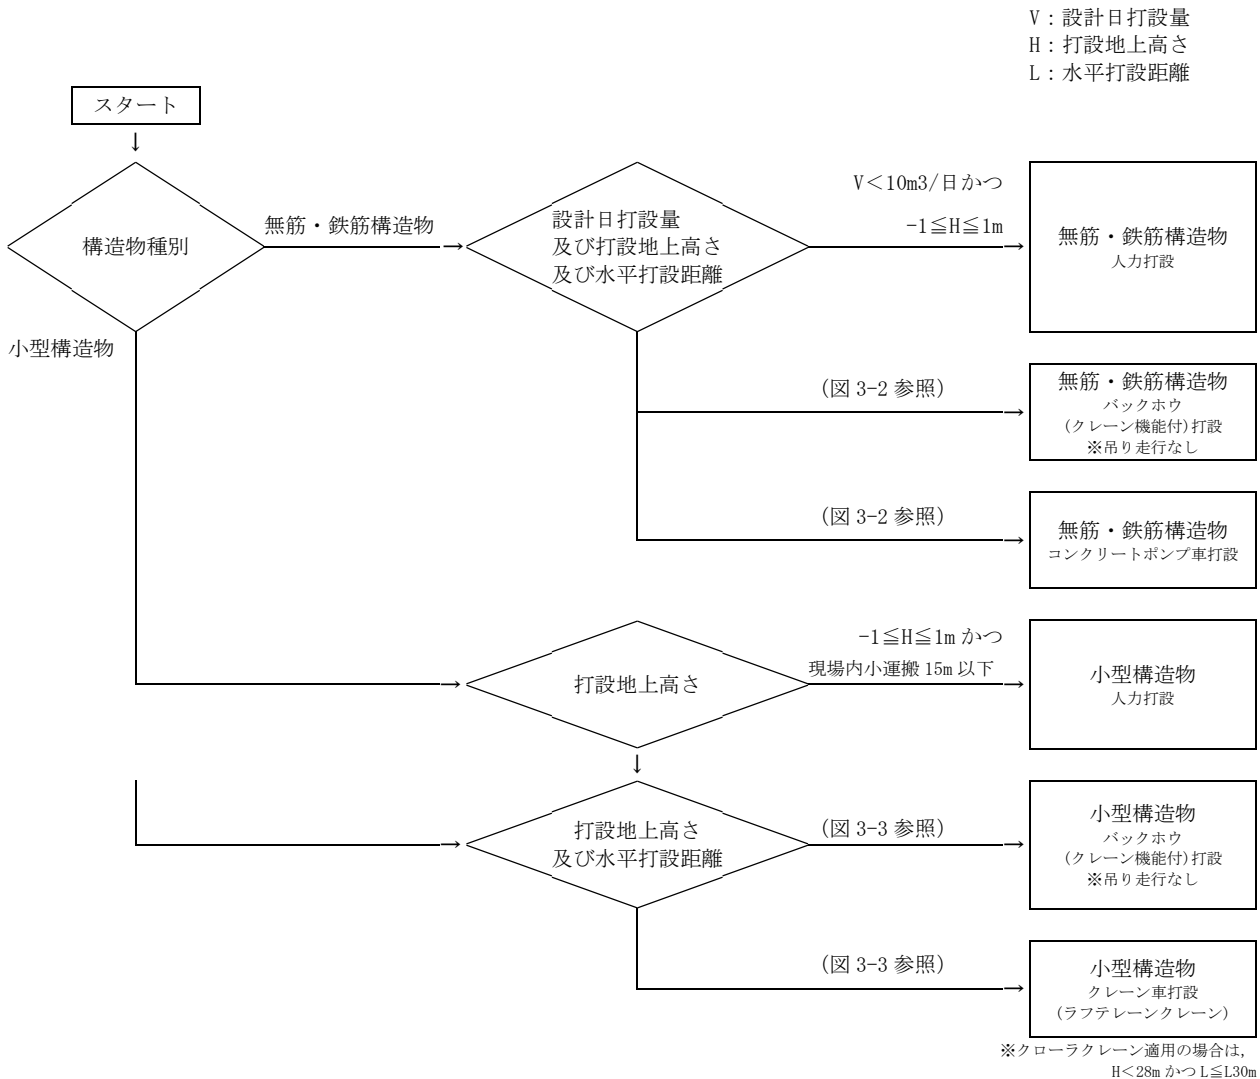 V：設計日打設量
H：打設地上高さ
L：水平打設距離
スタート
↓
構造物種別
無筋・鉄筋構造物
→
設計日打設量
及び打設地上高さ
及び水平打設距離
V＜10m3/日かつ
-1≦H≦1m
→
無筋・鉄筋構造物
人力打設
小型構造物
(図 3-2 参照)
→
無筋・鉄筋構造物
バックホウ
(クレーン機能付)打設
※吊り走行なし
(図 3-2 参照)
→
無筋・鉄筋構造物
コンクリートポンプ車打設
→
打設地上高さ
-1≦H≦1m かつ
現場内小運搬 15m 以下
→
小型構造物
人力打設
↓
→
打設地上高さ
及び水平打設距離
(図 3-3 参照)
→
小型構造物
バックホウ
(クレーン機能付)打設
※吊り走行なし
(図 3-3 参照)
→
小型構造物
クレーン車打設
(ラフテレーンクレーン)
※クローラクレーン適用の場合は,
H＜28m かつ L≦L30m